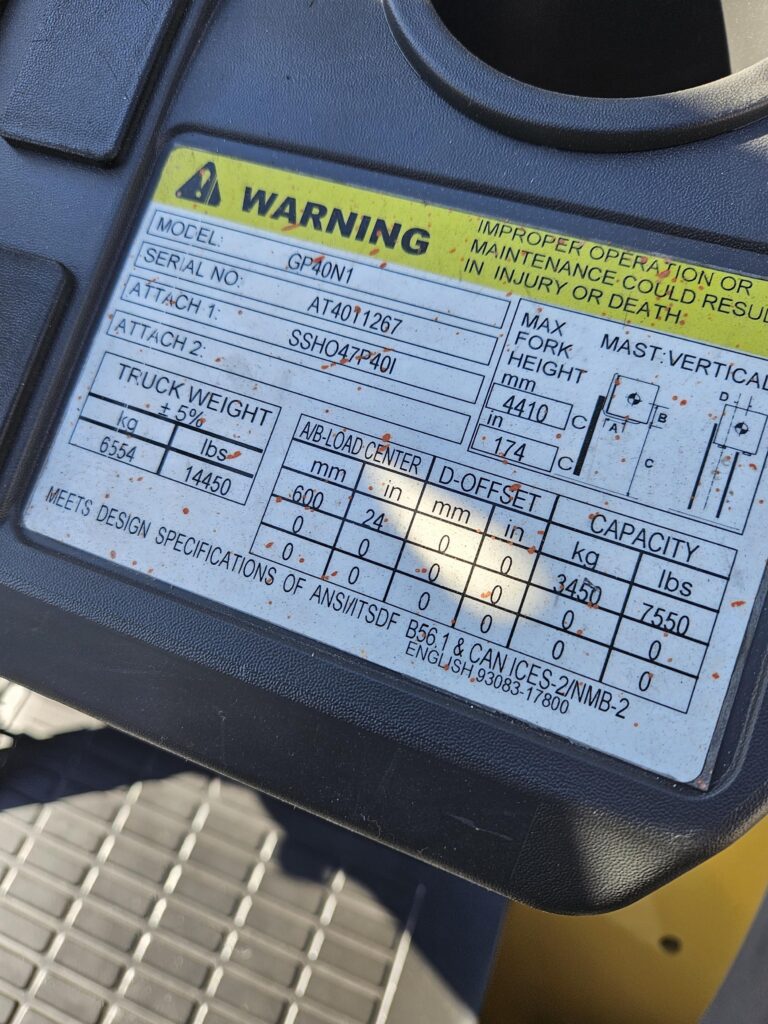 WARNING
IMPROPER OPERATION OR
MAINTENANCE COULD
IN INJURY OR DEATH.
MODEL: GP40N1
SERIAL NO: AT4011267
ATTACH 1: SSHO47P40I
ATTACH 2:
MAX
FORK
HEIGHT
mm
4410 C
in
174 C
MAST:VERTICAL
A B C D
TRUCK WEIGHT
± 5%
kg lbs
6554 14450
A/B-LOAD CENTER D-OFFSET CAPACITY
mm in mm in kg lbs
600 24 0 0 3450 7550
0 0 0 0 0 0
0 0 0 0 0 0
MEETS DESIGN SPECIFICATIONS OF ANSI/ITSDF B56.1 & CAN ICES-2/NMB-2
ENGLISH 93083-17800